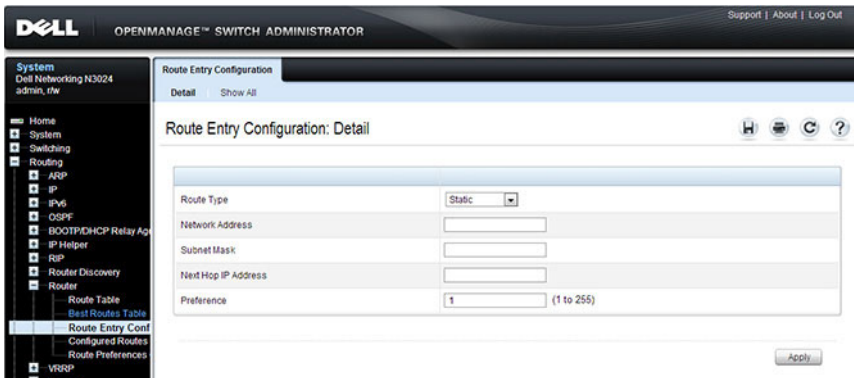 Support | About | Log Out
DELL OPENMANAGE™ SWITCH ADMINISTRATOR
System
Dell Networking N3024
admin, r/w
Home
System
Switching
Routing
ARP
IP
IPv6
OSPF
BOOTP/DHCP Relay Age
IP Helper
RIP
Router Discovery
Router
Route Table
Best Routes Table
Route Entry Conf
Configured Routes
Route Preferences
VRRP
Route Entry Configuration
Detail Show All
Route Entry Configuration: Detail
Route Type Static
Network Address
Subnet Mask
Next Hop IP Address
Preference 1 (1 to 255)
Apply